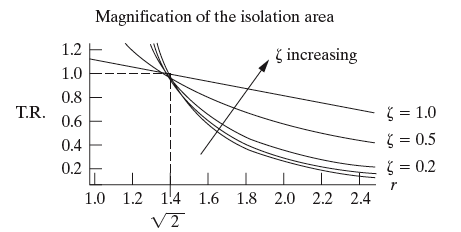 Magnification of the isolation area
1.2
1.0
0.8
0.6
0.4
0.2
T.R.
ζ increasing
ζ = 1.0
ζ = 0.5
ζ = 0.2
r
1.0 1.2 1.4 1.6 1.8 2.0 2.2 2.4
√2